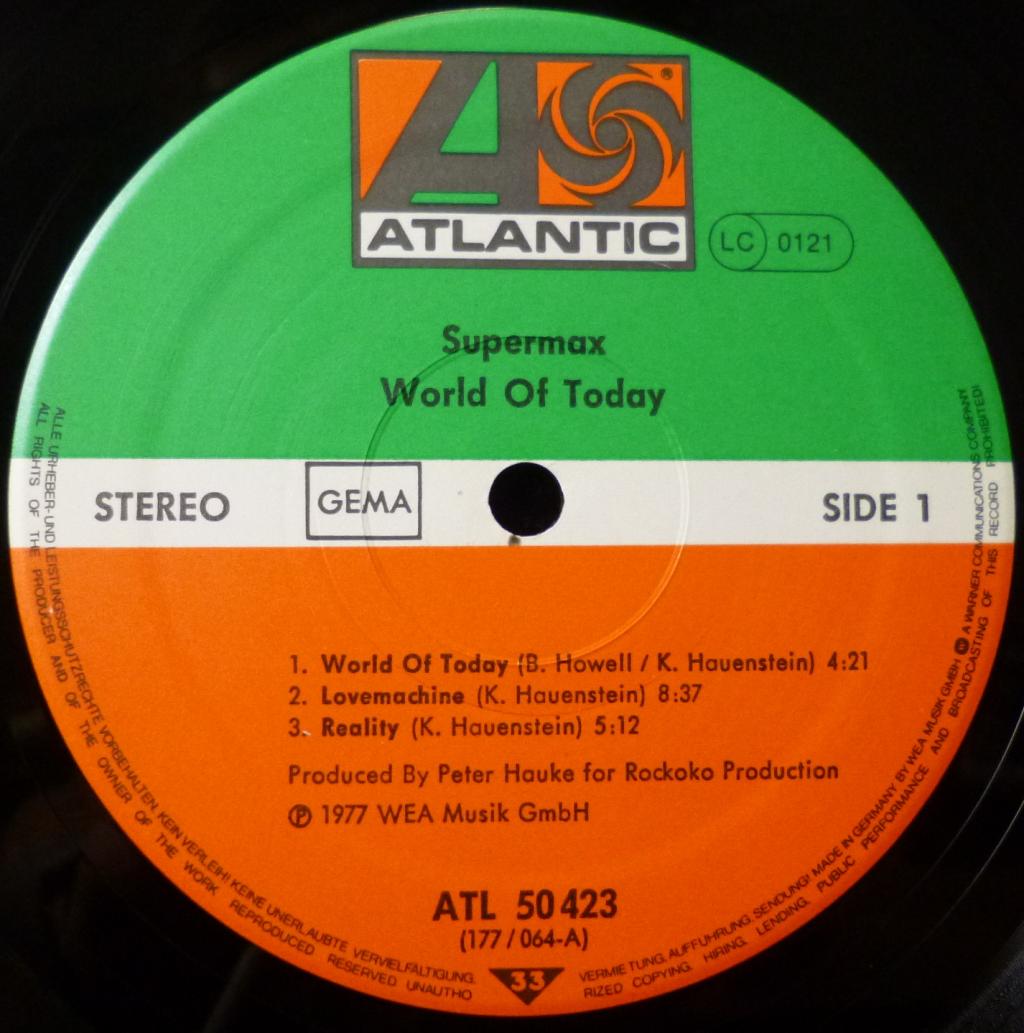 ®
ATLANTIC
LC 0121
Supermax
World Of Today
STEREO
GEMA
SIDE 1
1. World Of Today (B. Howell / K. Hauenstein) 4:21
2. Lovemachine (K. Hauenstein) 8:37
3. Reality (K. Hauenstein) 5:12
Produced By Peter Hauke for Rockoko Production
℗ 1977 WEA Musik GmbH
ATL 50 423
(177 / 064-A)
33
ALLE URHEBER- UND LEISTUNGSSCHUTZRECHTE VORBEHALTEN. KEIN VERLEIH! KEINE UNERLAUBTE VERVIELFÄLTIGUNG. VERMIETUNG. AUFFÜHRUNG. SENDUNG! MADE IN GERMANY BY WEA MUSIK GMBH A WARNER COMMUNICATIONS COMPANY
ALL RIGHTS OF THE PRODUCER AND OF THE OWNER OF THE WORK REPRODUCED RESERVED UNAUTHORIZED COPYING. HIRING. LENDING. PUBLIC PERFORMANCE AND BROADCASTING OF THIS RECORD PROHIBITED!